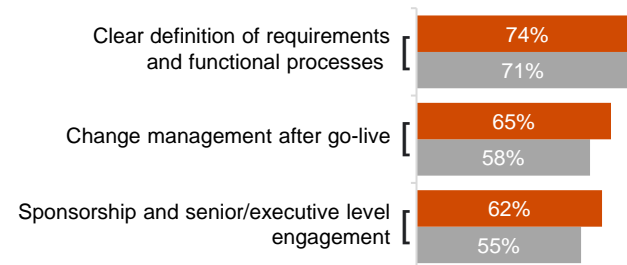 Clear definition of requirements
and functional processes
74%
71%
Change management after go-live
65%
58%
Sponsorship and senior/executive level
engagement
62%
55%